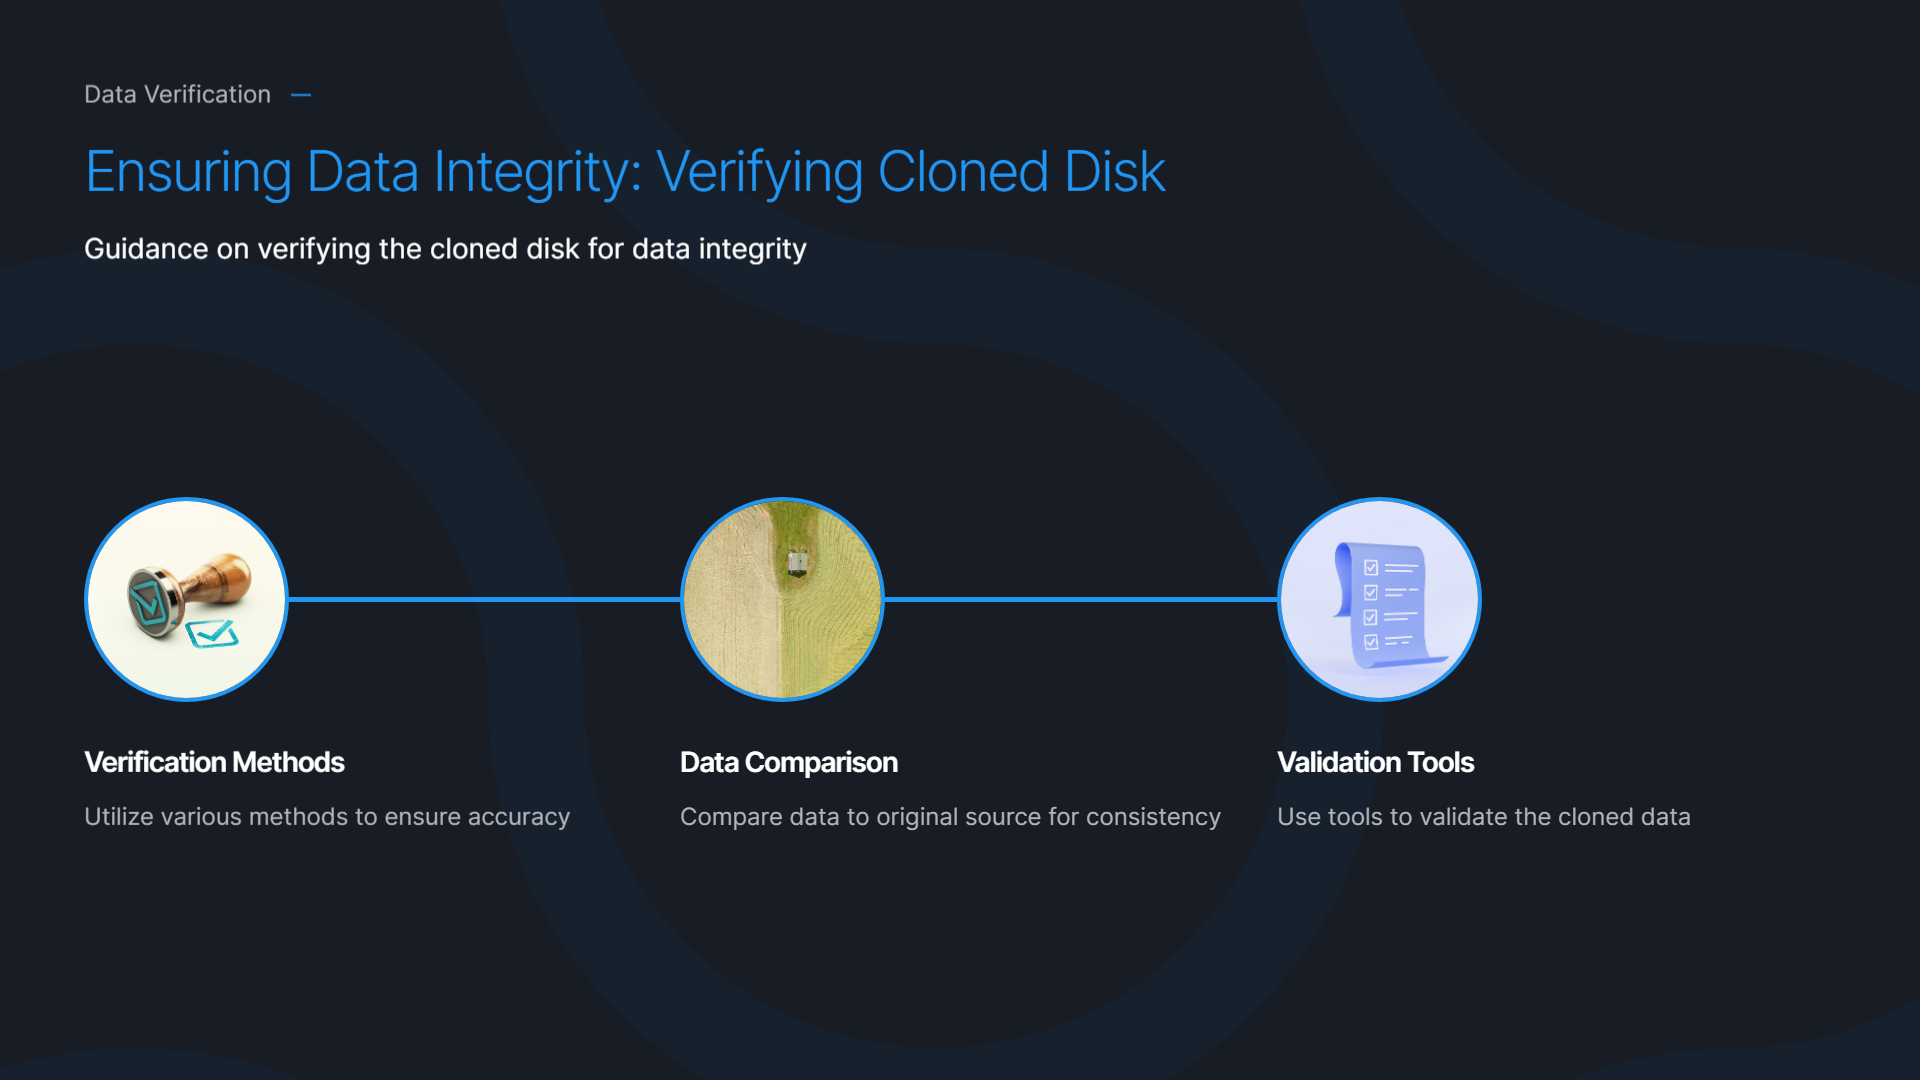 Data Verification —
Ensuring Data Integrity: Verifying Cloned Disk
Guidance on verifying the cloned disk for data integrity
Verification Methods
Utilize various methods to ensure accuracy
Data Comparison
Compare data to original source for consistency
Validation Tools
Use tools to validate the cloned data